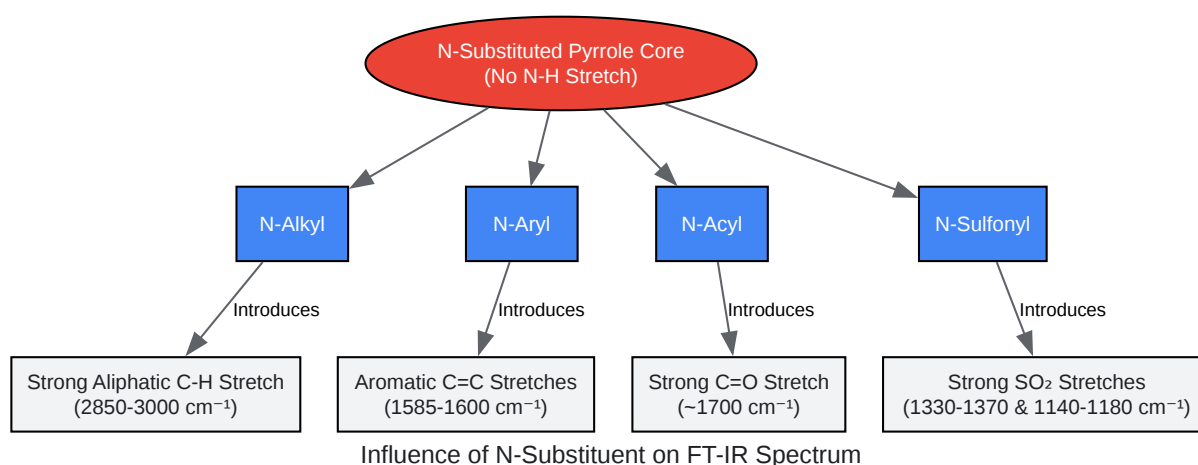 N-Substituted Pyrrole Core
(No N-H Stretch)
N-Alkyl
N-Aryl
N-Acyl
N-Sulfonyl
Introduces
Introduces
Introduces
Introduces
Strong Aliphatic C-H Stretch
(2850-3000 cm⁻¹)
Aromatic C=C Stretches
(1585-1600 cm⁻¹)
Strong C=O Stretch
(~1700 cm⁻¹)
Strong SO₂ Stretches
(1330-1370 & 1140-1180 cm⁻¹)
Influence of N-Substituent on FT-IR Spectrum